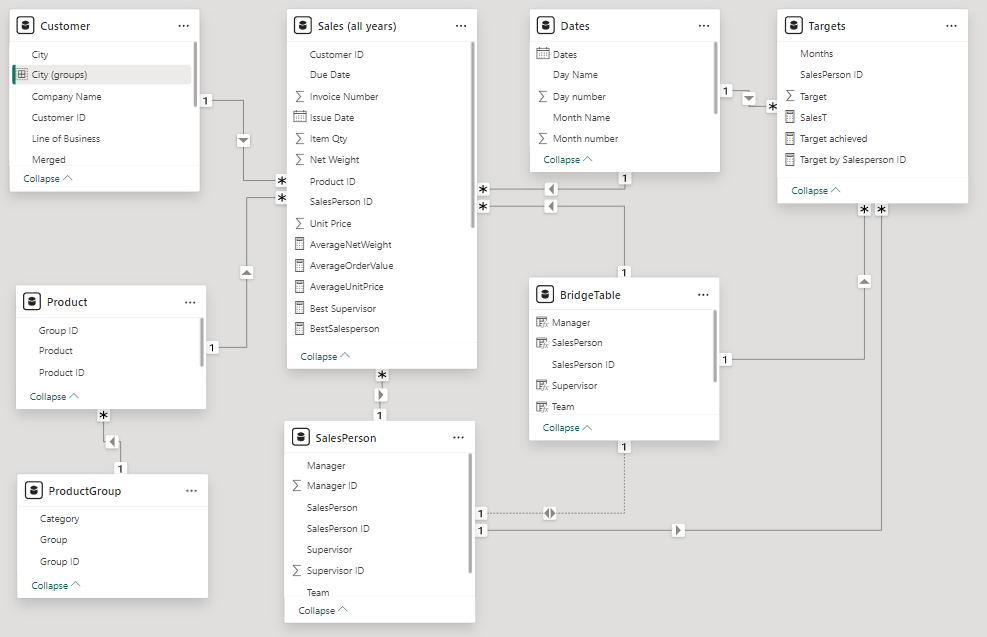 Customer
City
City (groups)
Company Name
Customer ID
Line of Business
Merged
Collapse
Sales (all years)
Customer ID
Due Date
Invoice Number
Issue Date
Item Qty
Net Weight
Product ID
SalesPerson ID
Unit Price
AverageNetWeight
AverageOrderValue
AverageUnitPrice
Best Supervisor
BestSalesperson
Collapse
Dates
Dates
Day Name
Day number
Month Name
Month number
Collapse
Targets
Months
SalesPerson ID
Target
SalesT
Target achieved
Target by Salesperson ID
Collapse
Product
Group ID
Product
Product ID
Collapse
BridgeTable
Manager
SalesPerson
SalesPerson ID
Supervisor
Team
Collapse
ProductGroup
Category
Group
Group ID
Collapse
SalesPerson
Manager
Manager ID
SalesPerson
SalesPerson ID
Supervisor
Supervisor ID
Team
Collapse
1
*
1
*
1
*
1
*
1
*
1
*
1
*
1
*
1
1
1
*